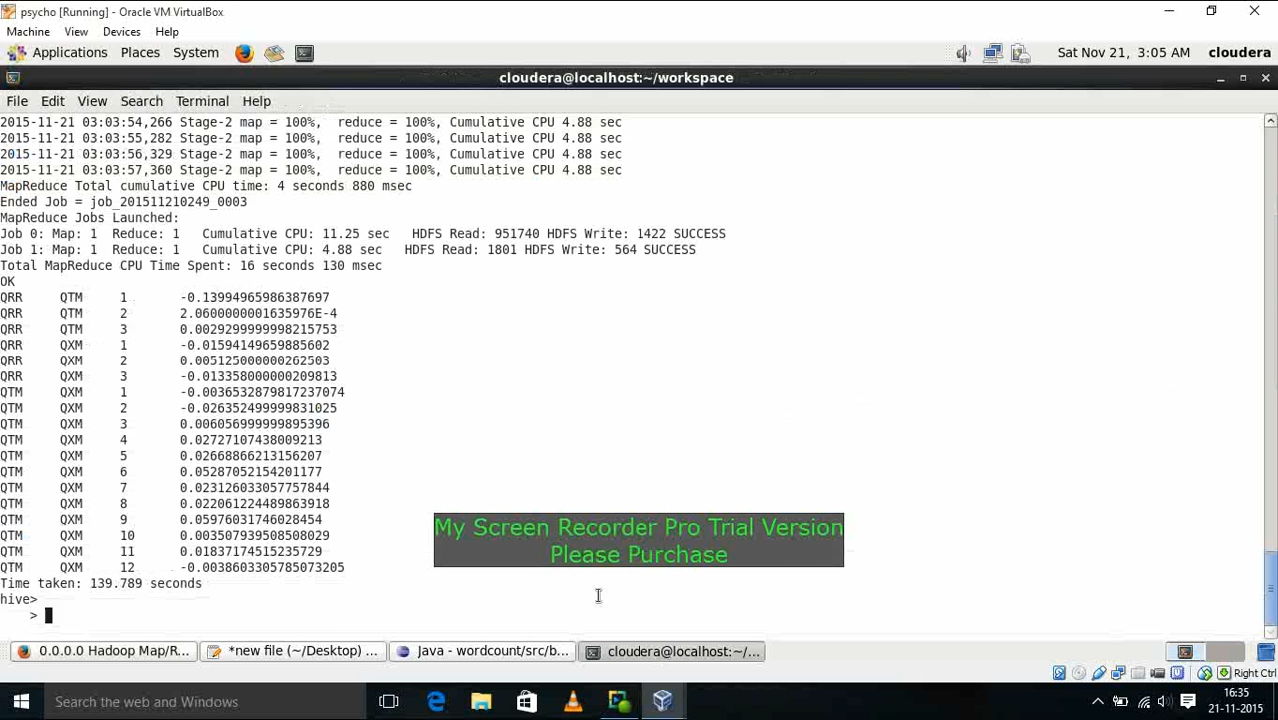 psycho [Running] - Oracle VM VirtualBox
Machine View Devices Help
Applications Places System
Sat Nov 21, 3:05 AM cloudera
cloudera@localhost:~/workspace
File Edit View Search Terminal Help
2015-11-21 03:03:54,266 Stage-2 map = 100%,  reduce = 100%, Cumulative CPU 4.88 sec
2015-11-21 03:03:55,282 Stage-2 map = 100%,  reduce = 100%, Cumulative CPU 4.88 sec
2015-11-21 03:03:56,329 Stage-2 map = 100%,  reduce = 100%, Cumulative CPU 4.88 sec
2015-11-21 03:03:57,360 Stage-2 map = 100%,  reduce = 100%, Cumulative CPU 4.88 sec
MapReduce Total cumulative CPU time: 4 seconds 880 msec
Ended Job = job_201511210249_0003
MapReduce Jobs Launched:
Job 0: Map: 1  Reduce: 1   Cumulative CPU: 11.25 sec   HDFS Read: 951740 HDFS Write: 1422 SUCCESS
Job 1: Map: 1  Reduce: 1   Cumulative CPU: 4.88 sec   HDFS Read: 1801 HDFS Write: 564 SUCCESS
Total MapReduce CPU Time Spent: 16 seconds 130 msec
OK
QRR QTM 1 -0.13994965986387697
QRR QTM 2 2.0600000001635976E-4
QRR QTM 3 0.0029299999998215753
QRR QXM 1 -0.01594149659885602
QRR QXM 2 0.005125000000262503
QRR QXM 3 -0.013358000000209813
QTM QXM 1 -0.0036532879817237074
QTM QXM 2 -0.026352499999831025
QTM QXM 3 0.006056999999895396
QTM QXM 4 0.02727107438009213
QTM QXM 5 0.02668866213156207
QTM QXM 6 0.05287052154201177
QTM QXM 7 0.023126033057757844
QTM QXM 8 0.022061224489863918
QTM QXM 9 0.05976031746028454
QTM QXM 10 0.003507939508508029
QTM QXM 11 0.01837174515235729
QTM QXM 12 -0.0038603305785073205
Time taken: 139.789 seconds
hive>
    >
My Screen Recorder Pro Trial Version
Please Purchase
0.0.0.0 Hadoop Map/R... *new file (~/Desktop) ... Java - wordcount/src/b... cloudera@localhost:~/...
Right Ctrl
Search the web and Windows
16:35
21-11-2015